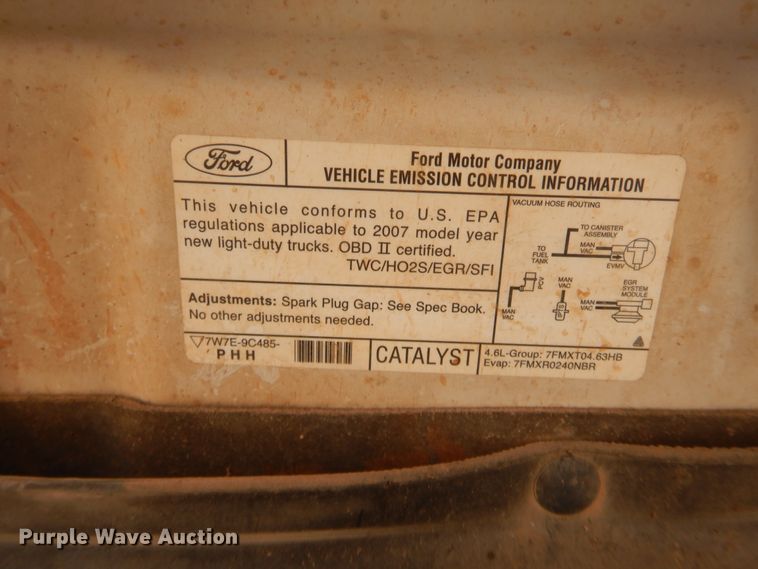 Ford
Ford Motor Company
VEHICLE EMISSION CONTROL INFORMATION
This vehicle conforms to U.S. EPA
regulations applicable to 2007 model year
new light-duty trucks. OBD II certified.
TWC/HO2S/EGR/SFI
Adjustments: Spark Plug Gap: See Spec Book.
No other adjustments needed.
VACUUM HOSE ROUTING
TO CANISTER
ASSEMBLY
TO
FUEL
TANK
MAN
VAC
EVMV
PCV
MAN
VAC
MAN
VAC
MAN
VAC
EGR
SYSTEM
MODULE
7W7E-9C485-
PHH
CATALYST
4.6L-Group: 7FMXT04.63HB
Evap: 7FMXR0240NBR
Purple Wave Auction